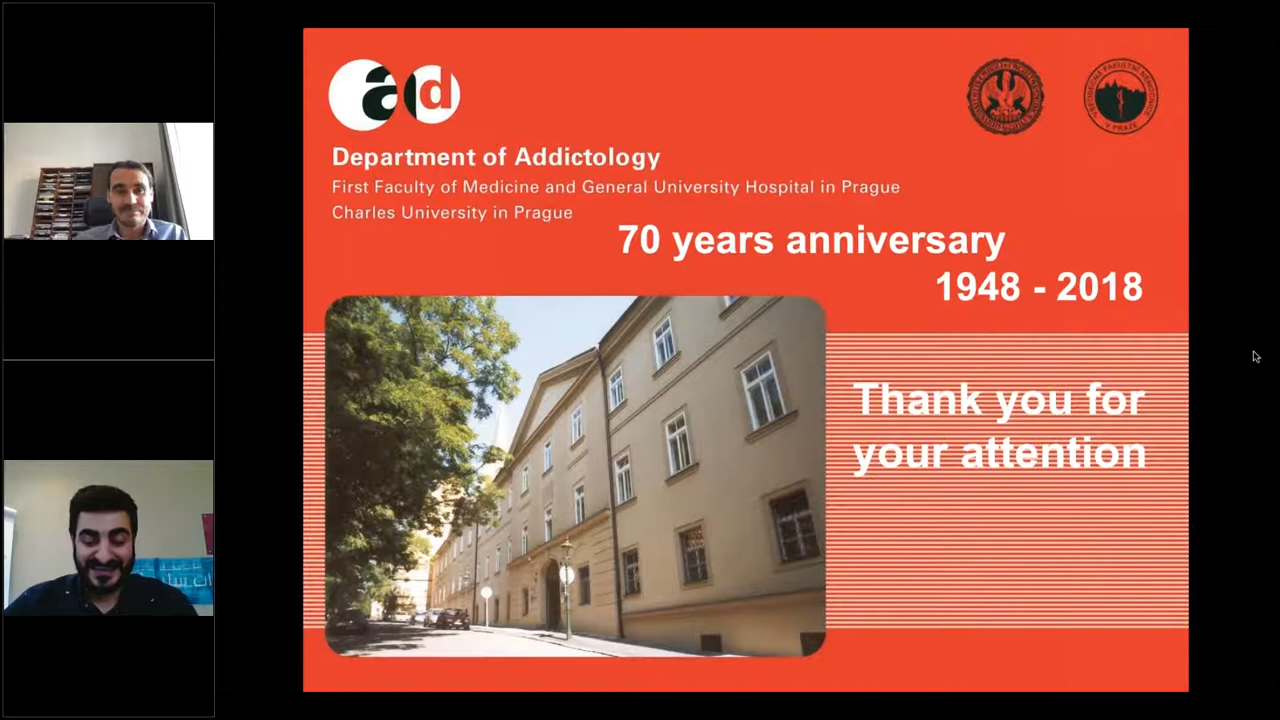 ad
Department of Addictology
First Faculty of Medicine and General University Hospital in Prague
Charles University in Prague
70 years anniversary
1948 - 2018
Thank you for
your attention